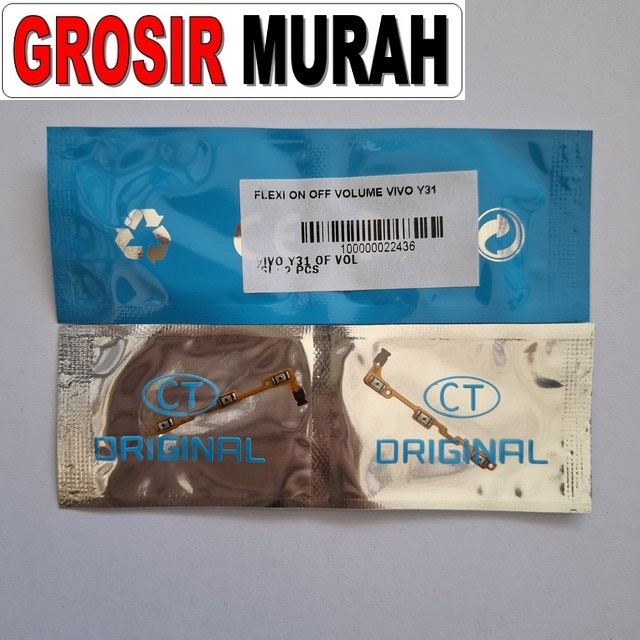 GROSIR MURAH
FLEXI ON OFF VOLUME VIVO Y31
100000022436
VIVO Y31 OF VOL
ISI : 2 PCS
CT
ORIGINAL
CT
ORIGINAL